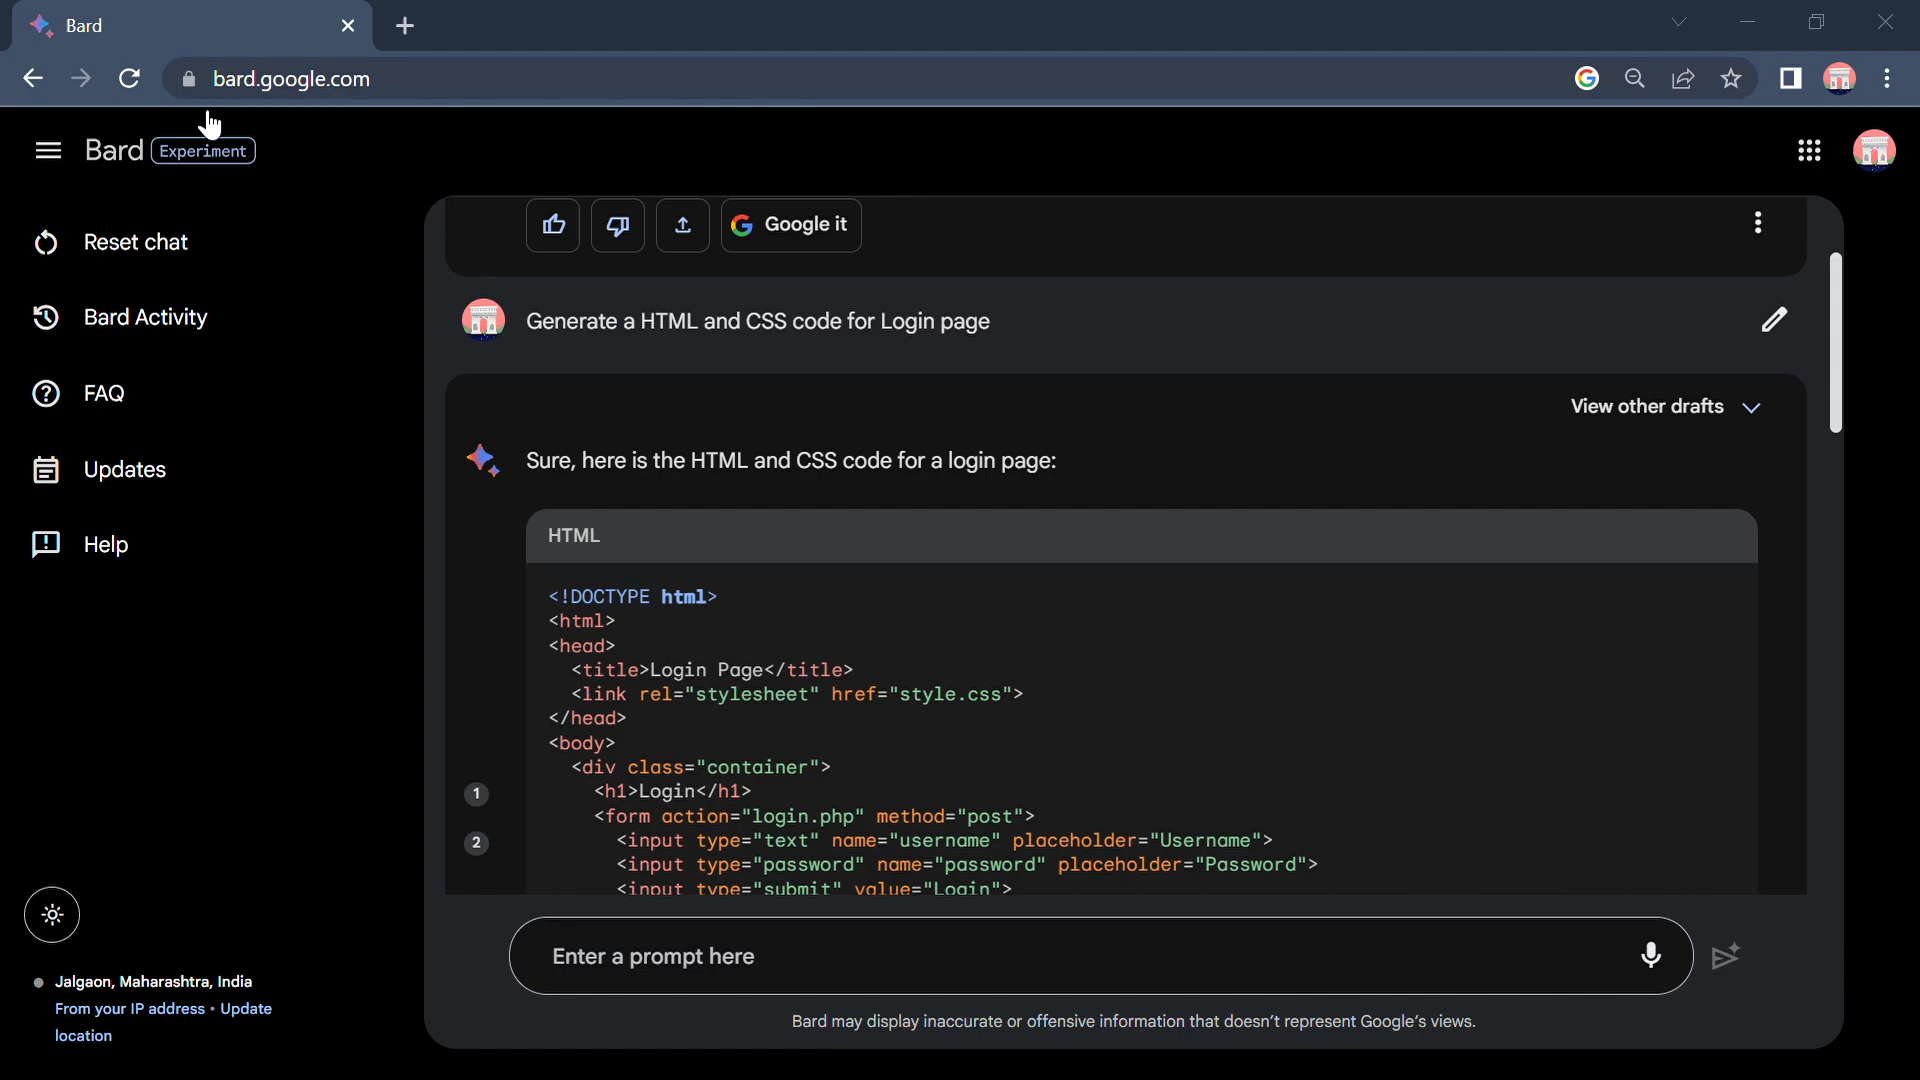 Bard
bard.google.com
Bard Experiment
Reset chat
Bard Activity
FAQ
Updates
Help
Jalgaon, Maharashtra, India
From your IP address • Update
location
Google it
Generate a HTML and CSS code for Login page
View other drafts
Sure, here is the HTML and CSS code for a login page:
HTML
<!DOCTYPE html>
<html>
<head>
  <title>Login Page</title>
  <link rel="stylesheet" href="style.css">
</head>
<body>
  <div class="container">
1
    <h1>Login</h1>
    <form action="login.php" method="post">
2
      <input type="text" name="username" placeholder="Username">
      <input type="password" name="password" placeholder="Password">
      <input type="submit" value="Login">
Enter a prompt here
Bard may display inaccurate or offensive information that doesn't represent Google's views.